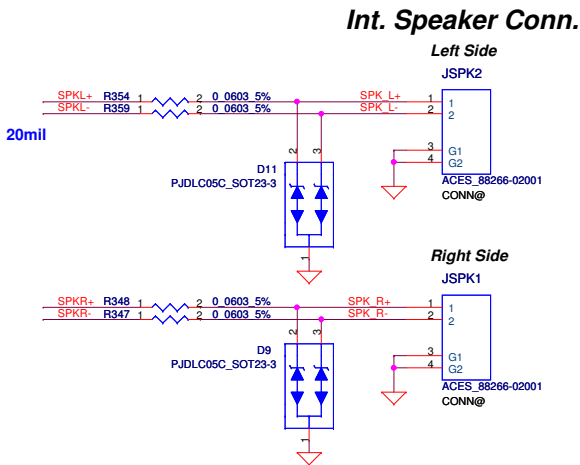 Int. Speaker Conn.
Left Side
JSPK2
SPKL+ R354 1 2 0_0603_5% SPK_L+ 1 1
SPKL- R359 1 2 0_0603_5% SPK_L- 2 2
20mil
2 3
3 G1
4 G2
D11
PJDLC05C_SOT23-3
ACES_88266-02001
CONN@
1
Right Side
JSPK1
SPKR+ R348 1 2 0_0603_5% SPK_R+ 1 1
SPKR- R347 1 2 0_0603_5% SPK_R- 2 2
2 3
D9
PJDLC05C_SOT23-3
3 G1
4 G2
ACES_88266-02001
CONN@
1